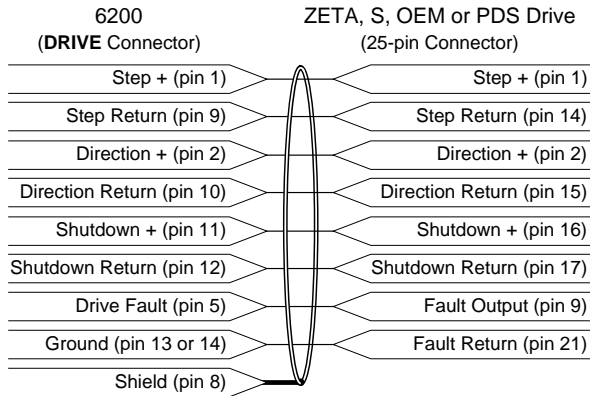 6200 ZETA, S, OEM or PDS Drive
(DRIVE Connector) (25-pin Connector)
Step + (pin 1) Step + (pin 1)
Step Return (pin 9) Step Return (pin 14)
Direction + (pin 2) Direction + (pin 2)
Direction Return (pin 10) Direction Return (pin 15)
Shutdown + (pin 11) Shutdown + (pin 16)
Shutdown Return (pin 12) Shutdown Return (pin 17)
Drive Fault (pin 5) Fault Output (pin 9)
Ground (pin 13 or 14) Fault Return (pin 21)
Shield (pin 8)